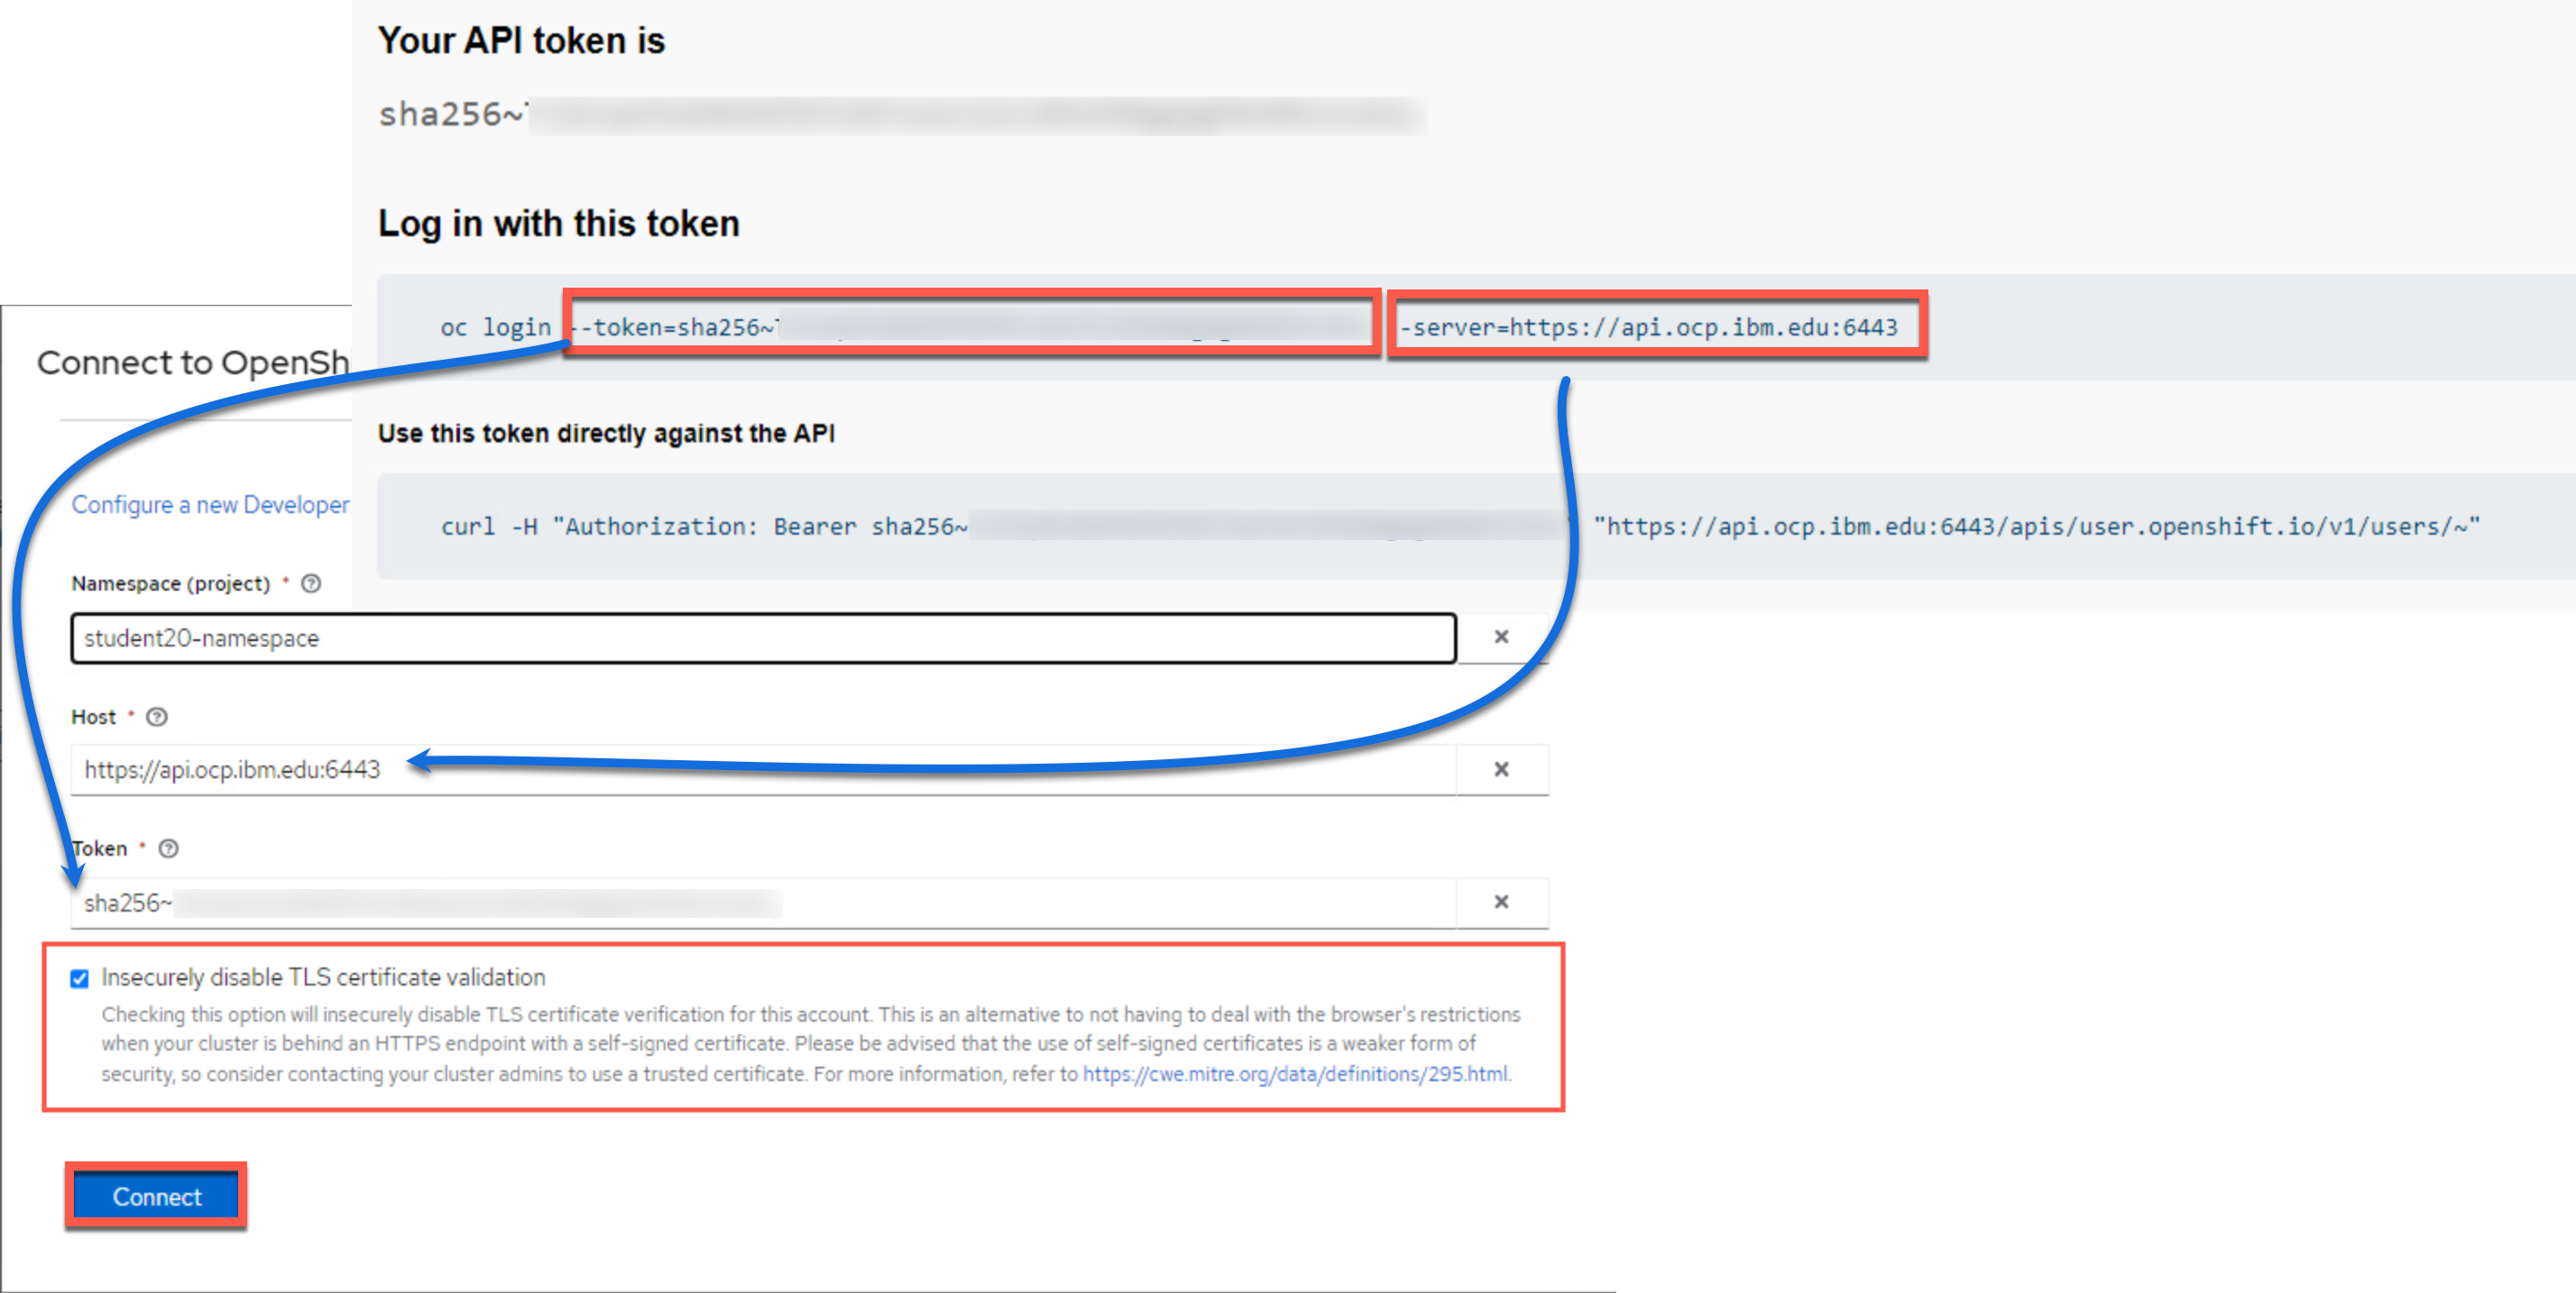 Your API token is
sha256~
Log in with this token
oc login --token=sha256~ -server=https://api.ocp.ibm.edu:6443
Use this token directly against the API
curl -H "Authorization: Bearer sha256~ "https://api.ocp.ibm.edu:6443/apis/user.openshift.io/v1/users/~"
Connect to OpenShi
Configure a new Developer
Namespace (project) *
student20-namespace
Host *
https://api.ocp.ibm.edu:6443
Token *
sha256~
Insecurely disable TLS certificate validation
Checking this option will insecurely disable TLS certificate verification for this account. This is an alternative to not having to deal with the browser's restrictions
when your cluster is behind an HTTPS endpoint with a self-signed certificate. Please be advised that the use of self-signed certificates is a weaker form of
security, so consider contacting your cluster admins to use a trusted certificate. For more information, refer to https://cwe.mitre.org/data/definitions/295.html.
Connect